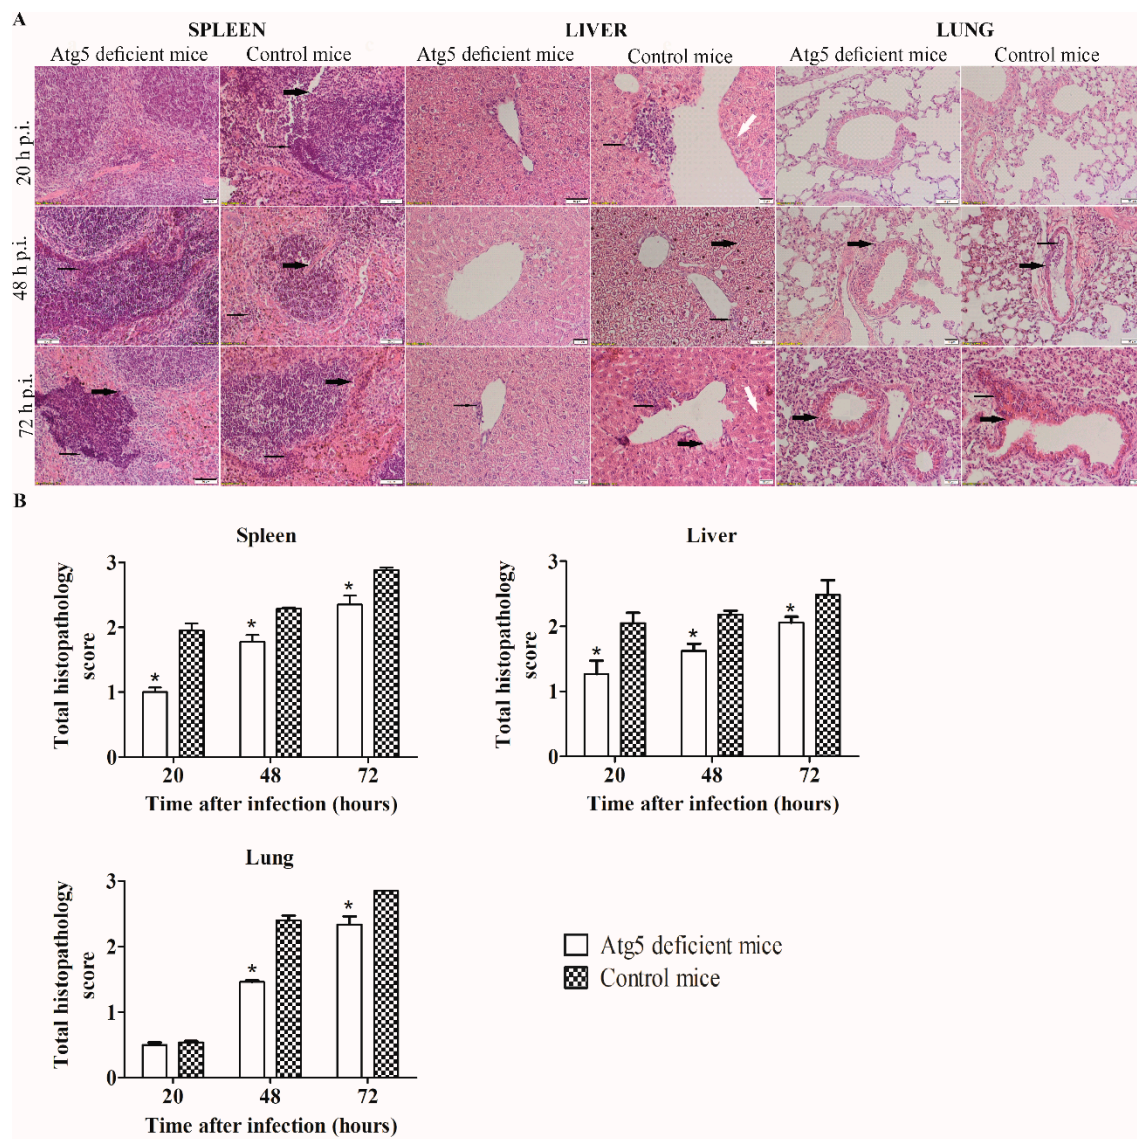 A
SPLEEN LIVER LUNG
Atg5 deficient mice Control mice Atg5 deficient mice Control mice Atg5 deficient mice Control mice
20 h p.i.
48 h p.i.
72 h p.i.
B
Spleen
Total histopathology
score
3
2
1
0
* * *
20 48 72
Time after infection (hours)
Liver
Total histopathology
score
3
2
1
0
* * *
20 48 72
Time after infection (hours)
Lung
Total histopathology
score
3
2
1
0
* *
20 48 72
Time after infection (hours)
Atg5 deficient mice
Control mice